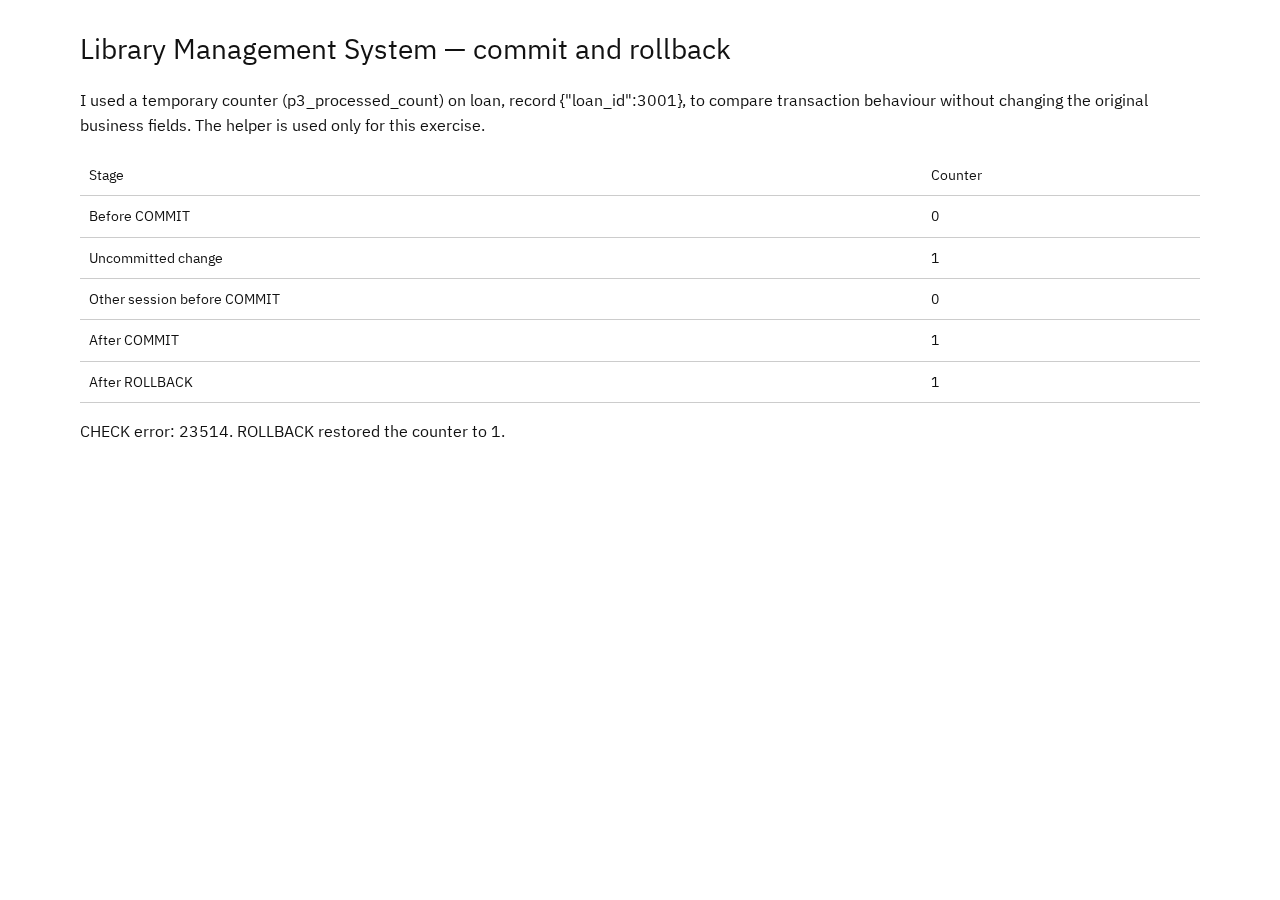 Library Management System — commit and rollback
I used a temporary counter (p3_processed_count) on loan, record {"loan_id":3001}, to compare transaction behaviour without changing the original
business fields. The helper is used only for this exercise.
Stage Counter
Before COMMIT 0
Uncommitted change 1
Other session before COMMIT 0
After COMMIT 1
After ROLLBACK 1
CHECK error: 23514. ROLLBACK restored the counter to 1.